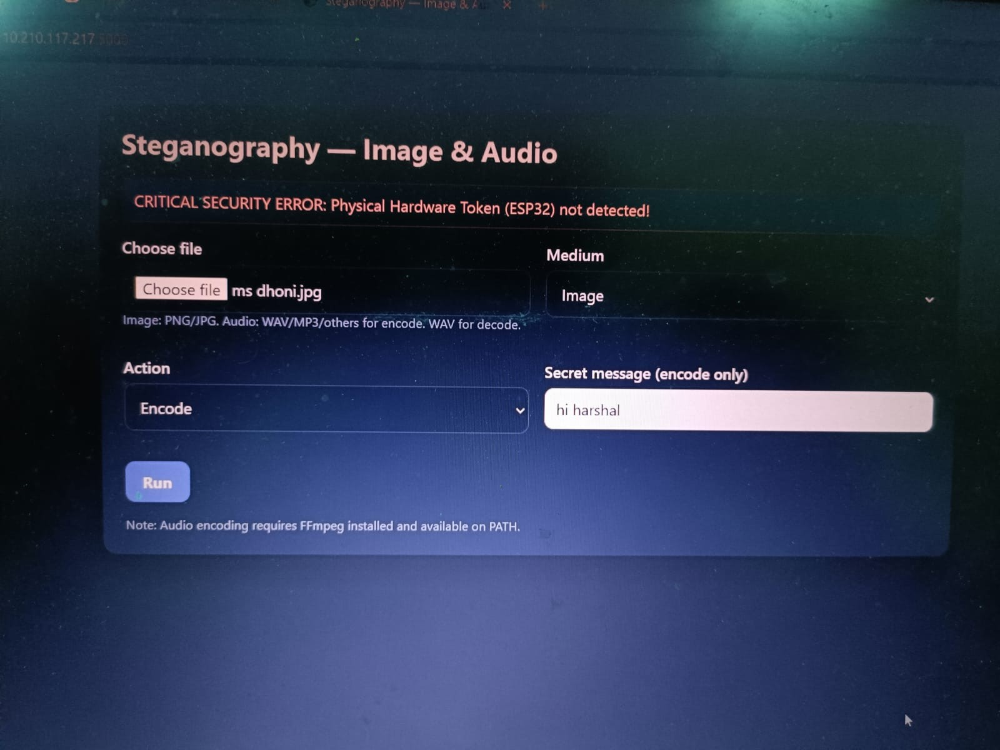 Steganography — Image & A
10.210.117.217:5000
Steganography — Image & Audio
CRITICAL SECURITY ERROR: Physical Hardware Token (ESP32) not detected!
Choose file
Medium
Choose file ms dhoni.jpg
Image
Image: PNG/JPG. Audio: WAV/MP3/others for encode. WAV for decode.
Action
Secret message (encode only)
Encode
hi harshal
Run
Note: Audio encoding requires FFmpeg installed and available on PATH.